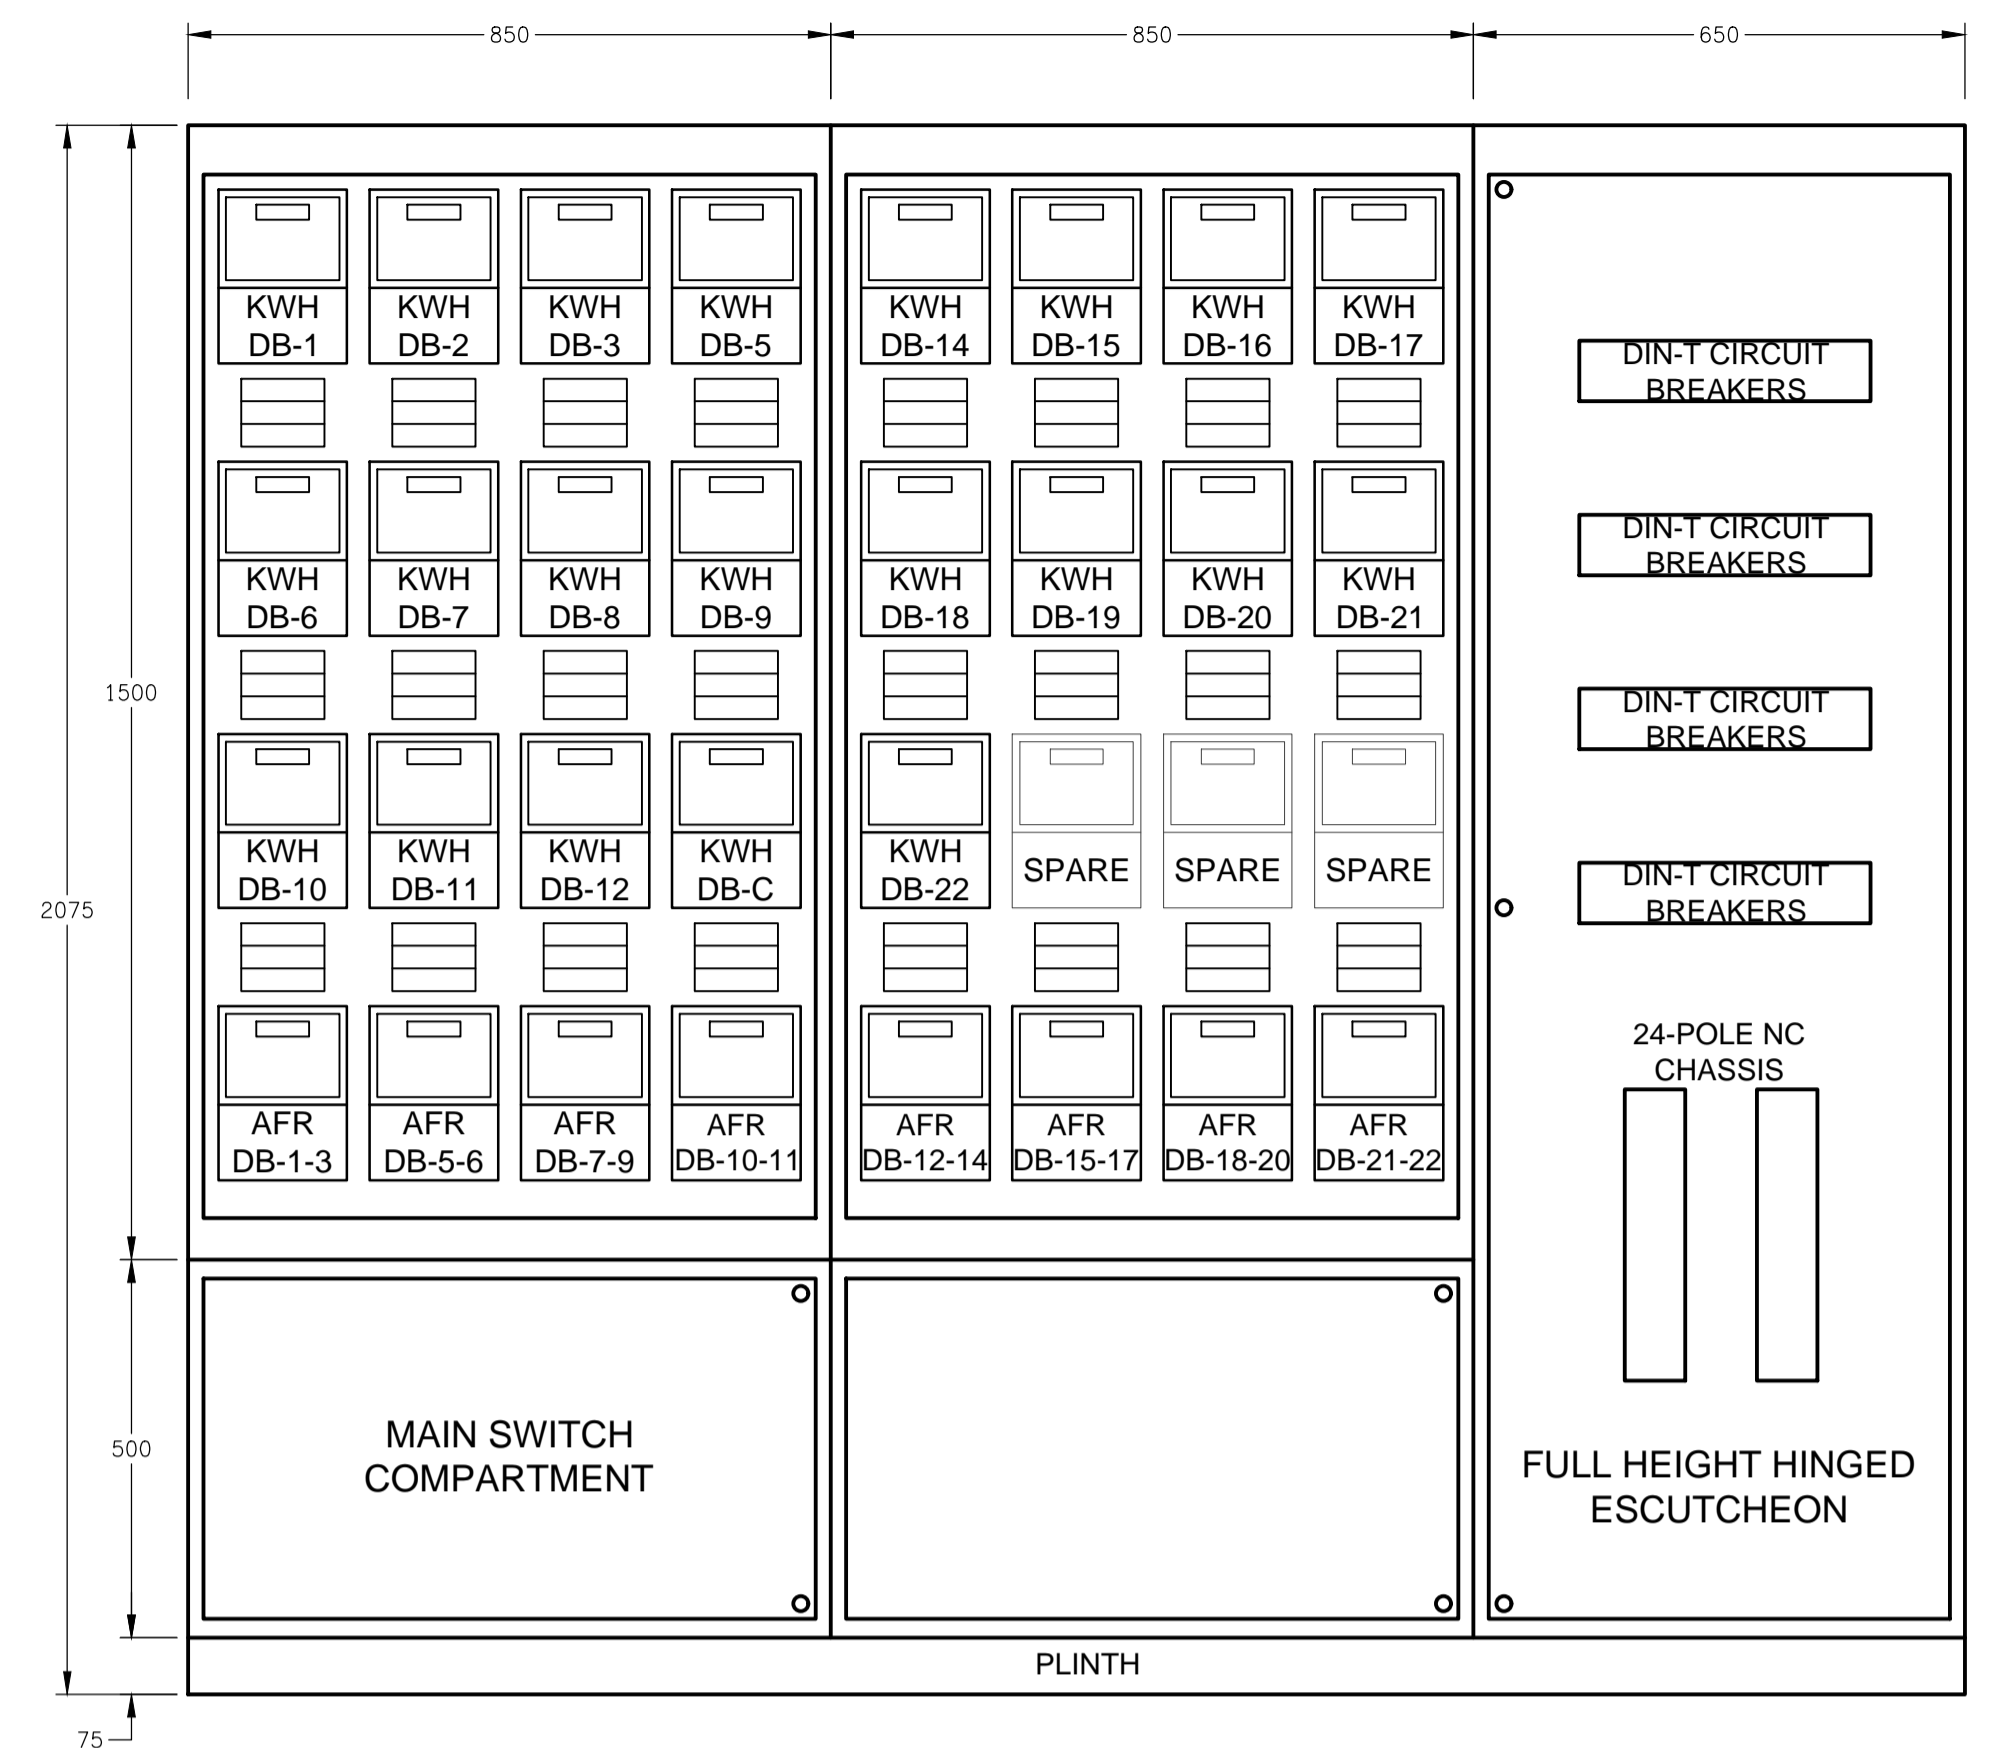 850
850
650
KWH
DB-1
KWH
DB-2
KWH
DB-3
KWH
DB-5
KWH
DB-14
KWH
DB-15
KWH
DB-16
KWH
DB-17
DIN-T CIRCUIT
BREAKERS
KWH
DB-6
KWH
DB-7
KWH
DB-8
KWH
DB-9
KWH
DB-18
KWH
DB-19
KWH
DB-20
KWH
DB-21
DIN-T CIRCUIT
BREAKERS
1500
DIN-T CIRCUIT
BREAKERS
KWH
DB-10
KWH
DB-11
KWH
DB-12
KWH
DB-C
KWH
DB-22
SPARE
SPARE
SPARE
DIN-T CIRCUIT
BREAKERS
2075
24-POLE NC
CHASSIS
AFR
DB-1-3
AFR
DB-5-6
AFR
DB-7-9
AFR
DB-10-11
AFR
DB-12-14
AFR
DB-15-17
AFR
DB-18-20
AFR
DB-21-22
500
MAIN SWITCH
COMPARTMENT
FULL HEIGHT HINGED
ESCUTCHEON
PLINTH
75